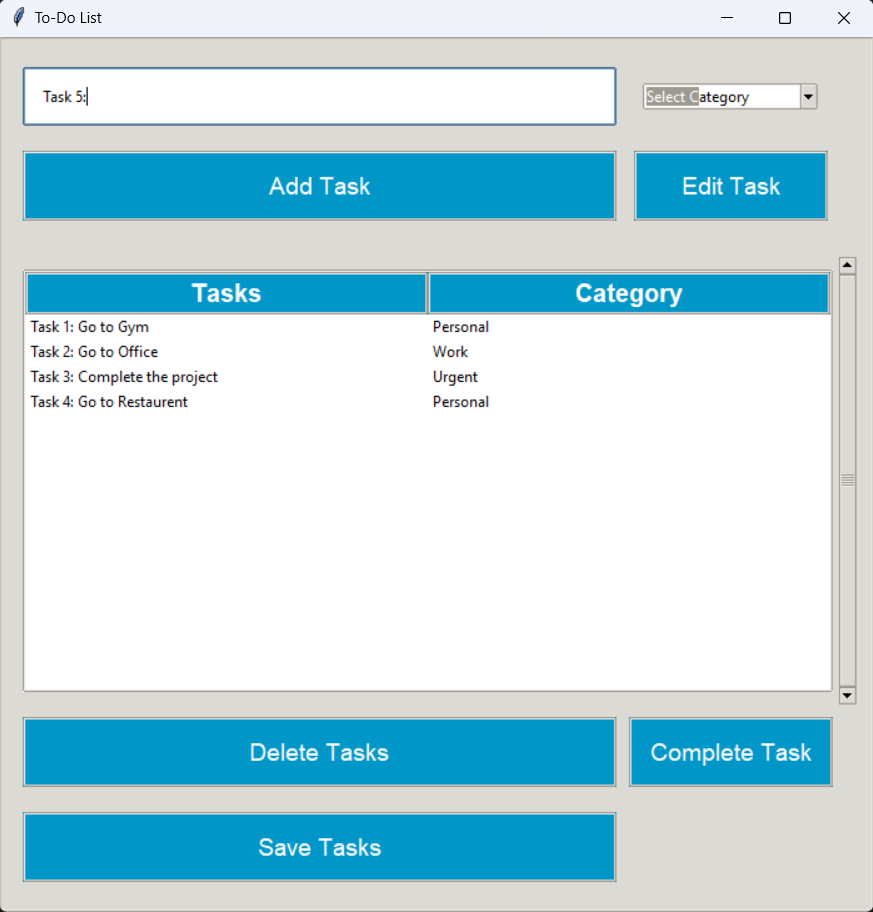 To-Do List
Task 5:
Select Category
Add Task
Edit Task
Tasks
Category
Task 1: Go to Gym
Personal
Task 2: Go to Office
Work
Task 3: Complete the project
Urgent
Task 4: Go to Restaurent
Personal
Delete Tasks
Complete Task
Save Tasks